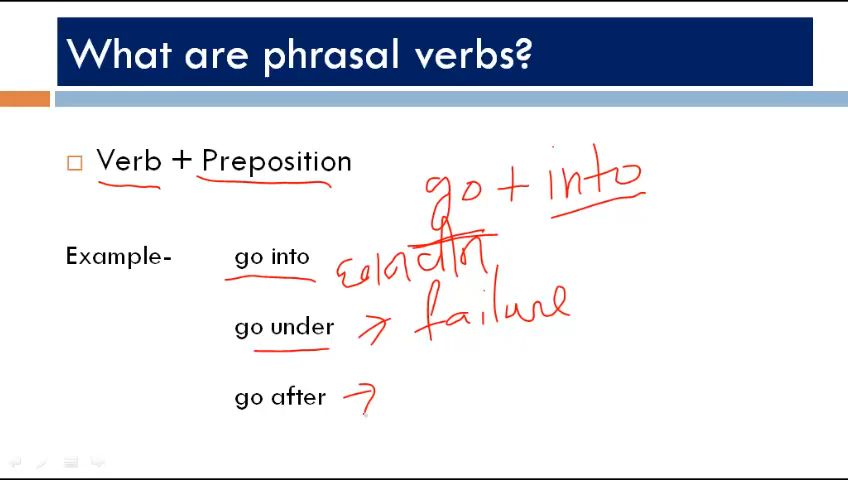 What are phrasal verbs?
Verb + Preposition
go + into
Example- go into
go under → failure
go after →